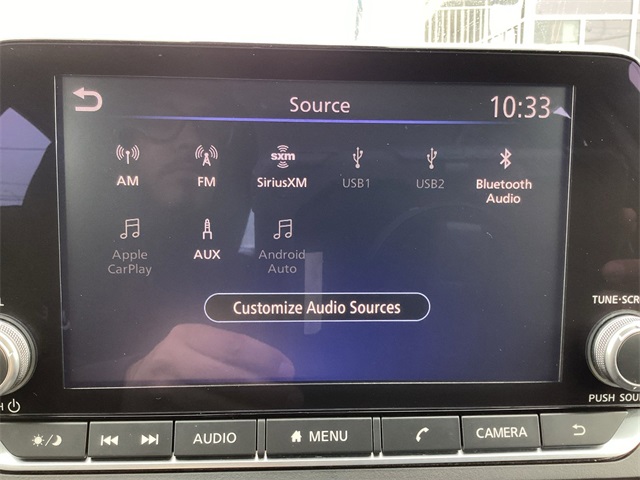 Source
10:33
AM
FM
sxm
SiriusXM
USB1
USB2
Bluetooth
Audio
Apple
CarPlay
AUX
Android
Auto
Customize Audio Sources
TUNE•SCR
PUSH SOU
AUDIO
MENU
CAMERA